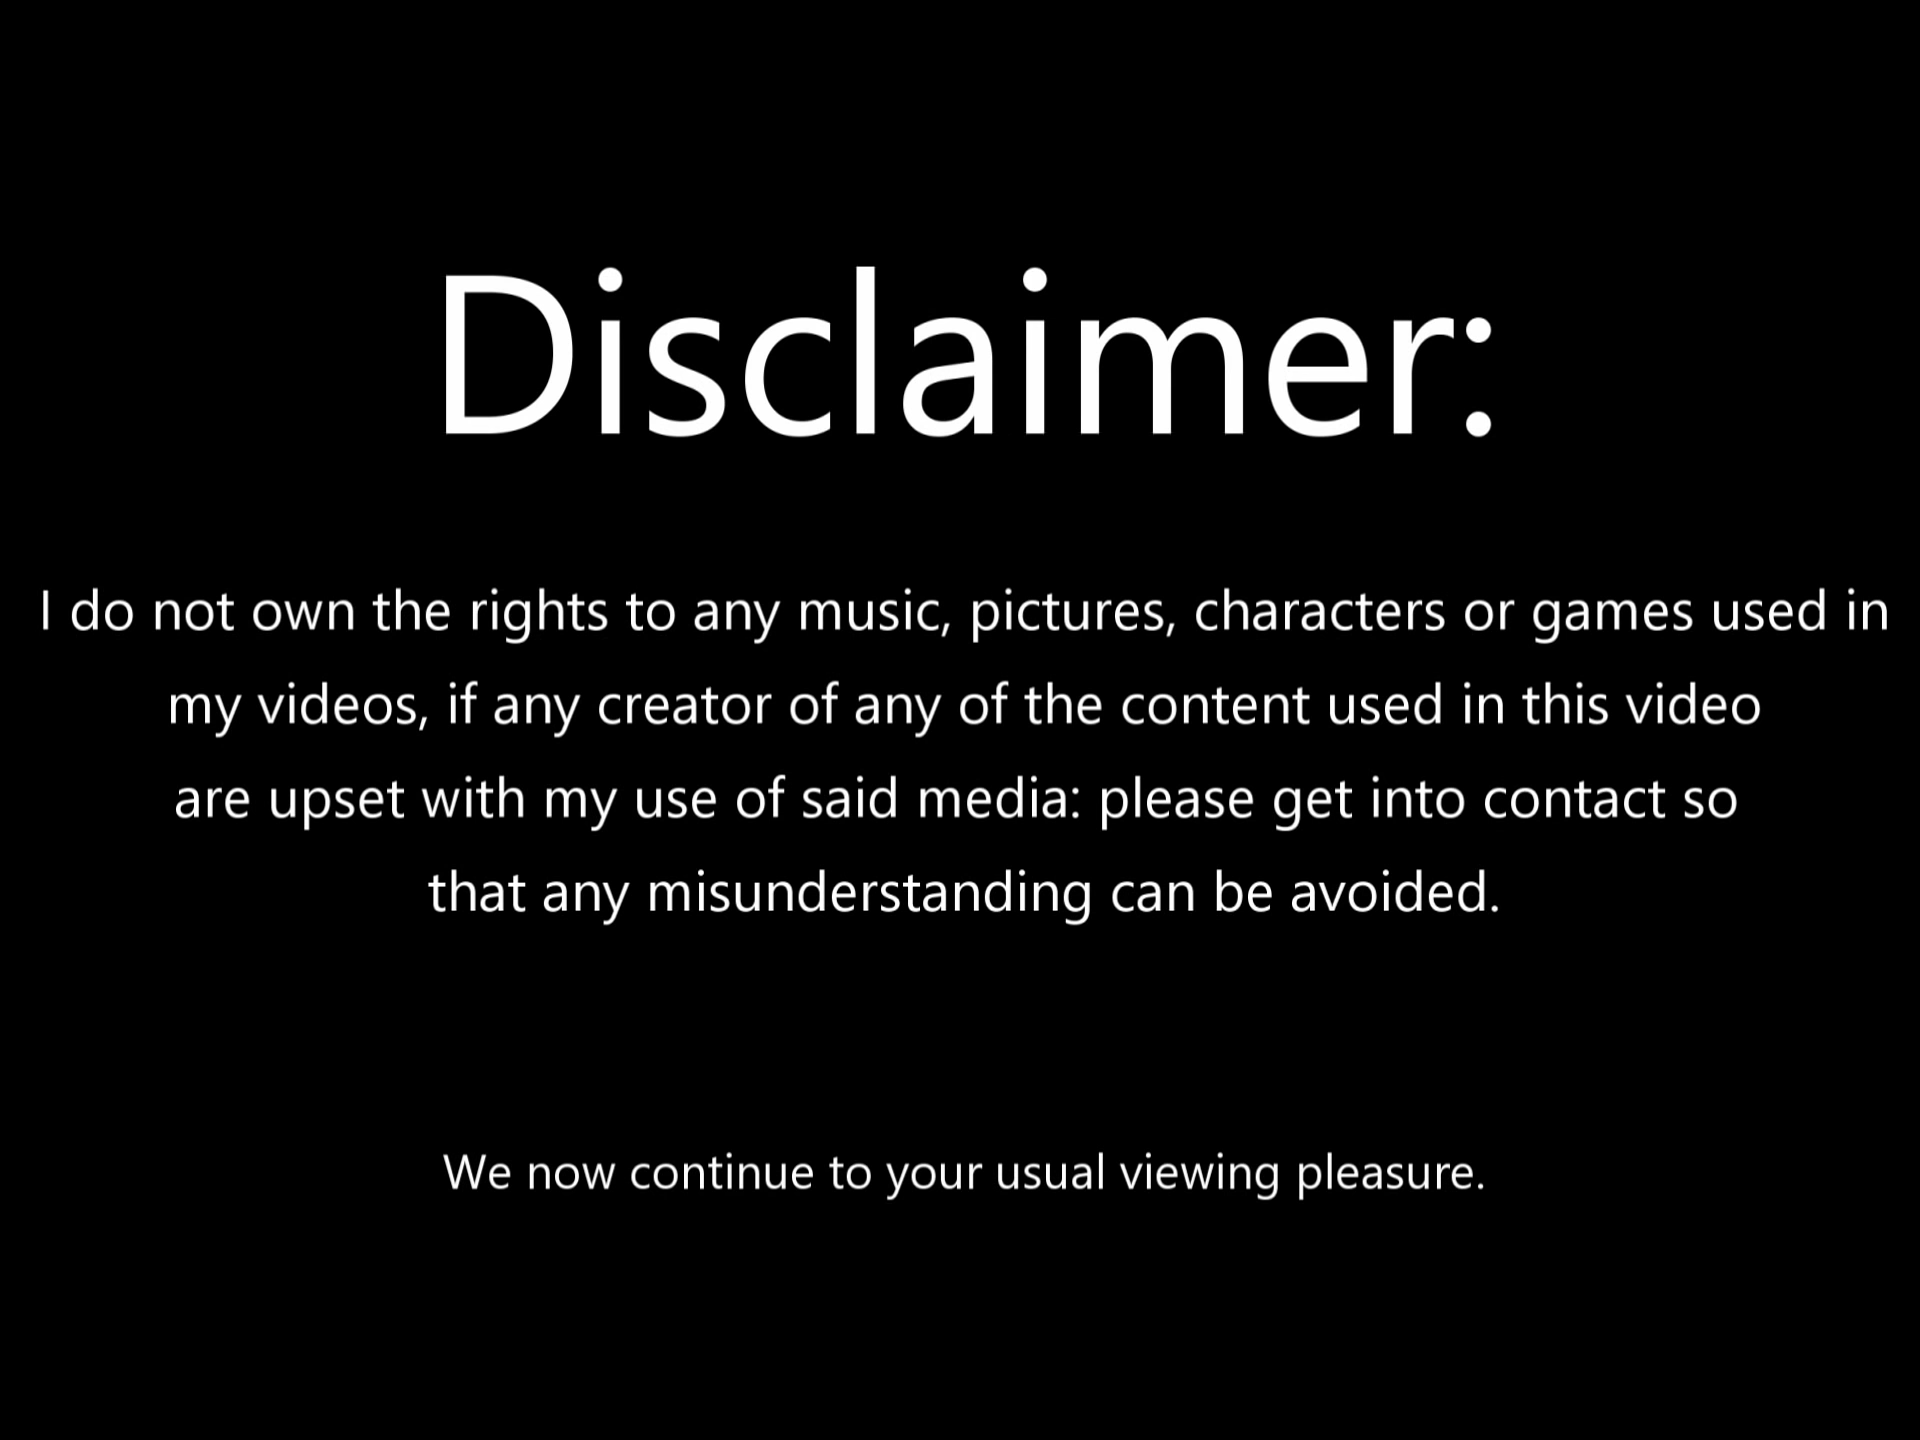 Disclaimer:
I do not own the rights to any music, pictures, characters or games used in
my videos, if any creator of any of the content used in this video
are upset with my use of said media: please get into contact so
that any misunderstanding can be avoided.
We now continue to your usual viewing pleasure.